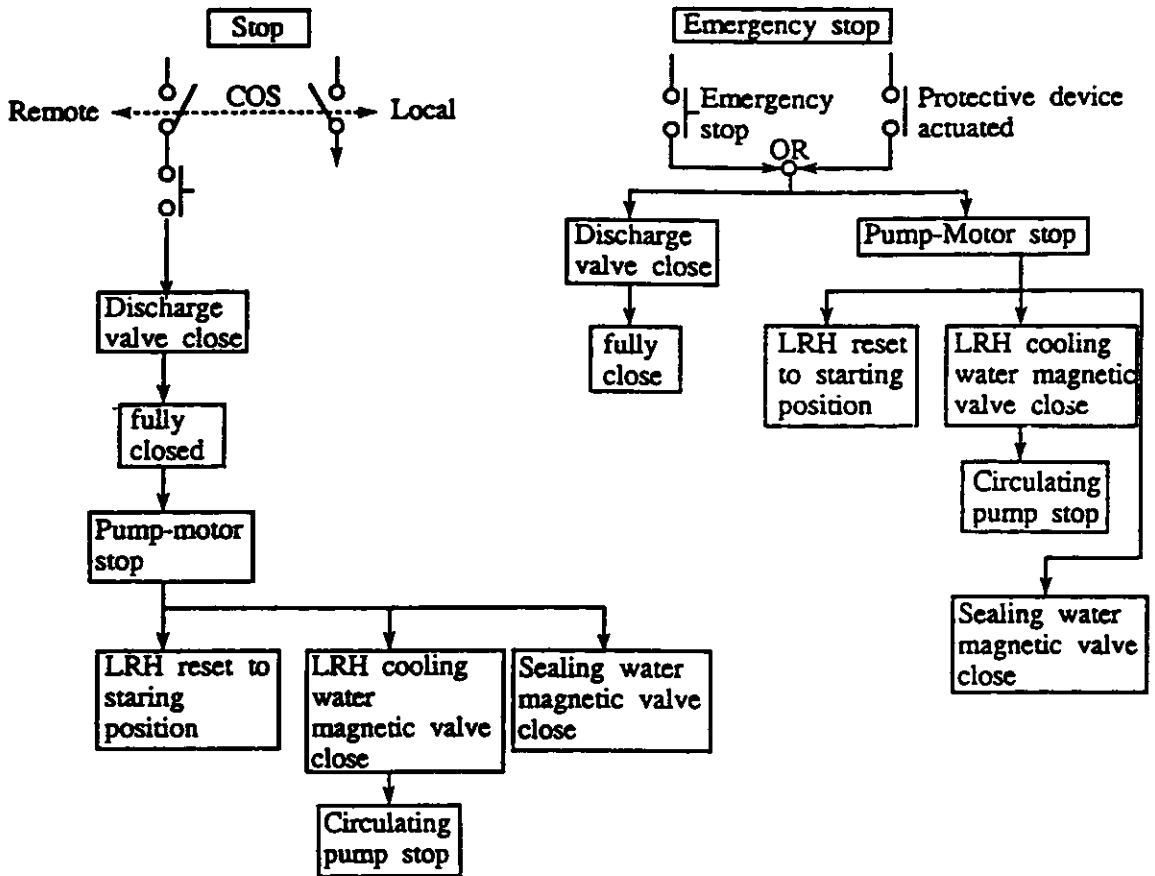 Stop
Remote
COS
Local
Discharge
valve close
fully
closed
Pump-motor
stop
LRH reset to
staring
position
LRH cooling
water
magnetic valve
close
Sealing water
magnetic valve
close
Circulating
pump stop
Emergency stop
Emergency
stop
Protective device
actuated
OR
Discharge
valve close
fully
close
Pump-Motor stop
LRH reset
to starting
position
LRH cooling
water magnetic
valve close
Circulating
pump stop
Sealing water
magnetic valve
close